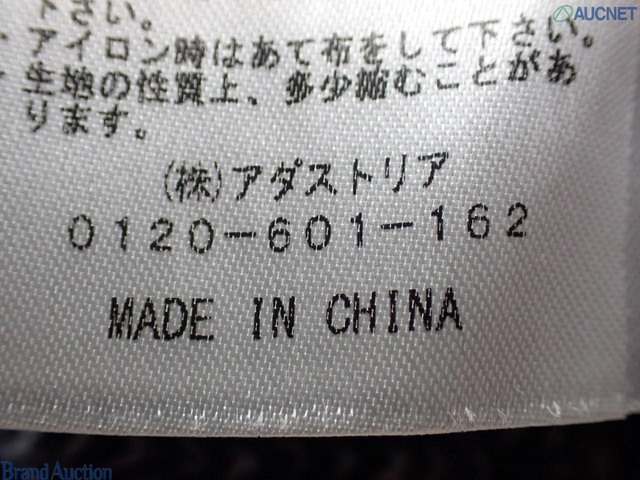 下さい。
・アイロン時はあて布をして下さい。
生地の性質上、多少縮むことがあ
ります。
(株)アダストリア
0120-601-162
MADE IN CHINA
AUCNET
Brand Auction